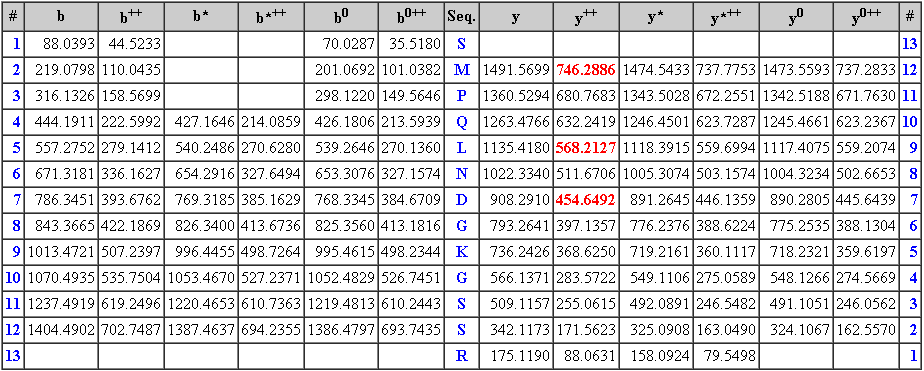 # b b++ b* b*++ b0 b0++ Seq. y y++ y* y*++ y0 y0++ #
1 88.0393 44.5233 70.0287 35.5180 S 13
2 219.0798 110.0435 201.0692 101.0382 M 1491.5699 746.2886 1474.5433 737.7753 1473.5593 737.2833 12
3 316.1326 158.5699 298.1220 149.5646 P 1360.5294 680.7683 1343.5028 672.2551 1342.5188 671.7630 11
4 444.1911 222.5992 427.1646 214.0859 426.1806 213.5939 Q 1263.4766 632.2419 1246.4501 623.7287 1245.4661 623.2367 10
5 557.2752 279.1412 540.2486 270.6280 539.2646 270.1360 L 1135.4180 568.2127 1118.3915 559.6994 1117.4075 559.2074 9
6 671.3181 336.1627 654.2916 327.6494 653.3076 327.1574 N 1022.3340 511.6706 1005.3074 503.1574 1004.3234 502.6653 8
7 786.3451 393.6762 769.3185 385.1629 768.3345 384.6709 D 908.2910 454.6492 891.2645 446.1359 890.2805 445.6439 7
8 843.3665 422.1869 826.3400 413.6736 825.3560 413.1816 G 793.2641 397.1357 776.2376 388.6224 775.2535 388.1304 6
9 1013.4721 507.2397 996.4455 498.7264 995.4615 498.2344 K 736.2426 368.6250 719.2161 360.1117 718.2321 359.6197 5
10 1070.4935 535.7504 1053.4670 527.2371 1052.4829 526.7451 G 566.1371 283.5722 549.1106 275.0589 548.1266 274.5669 4
11 1237.4919 619.2496 1220.4653 610.7363 1219.4813 610.2443 S 509.1157 255.0615 492.0891 246.5482 491.1051 246.0562 3
12 1404.4902 702.7487 1387.4637 694.2355 1386.4797 693.7435 S 342.1173 171.5623 325.0908 163.0490 324.1067 162.5570 2
13 R 175.1190 88.0631 158.0924 79.5498 1